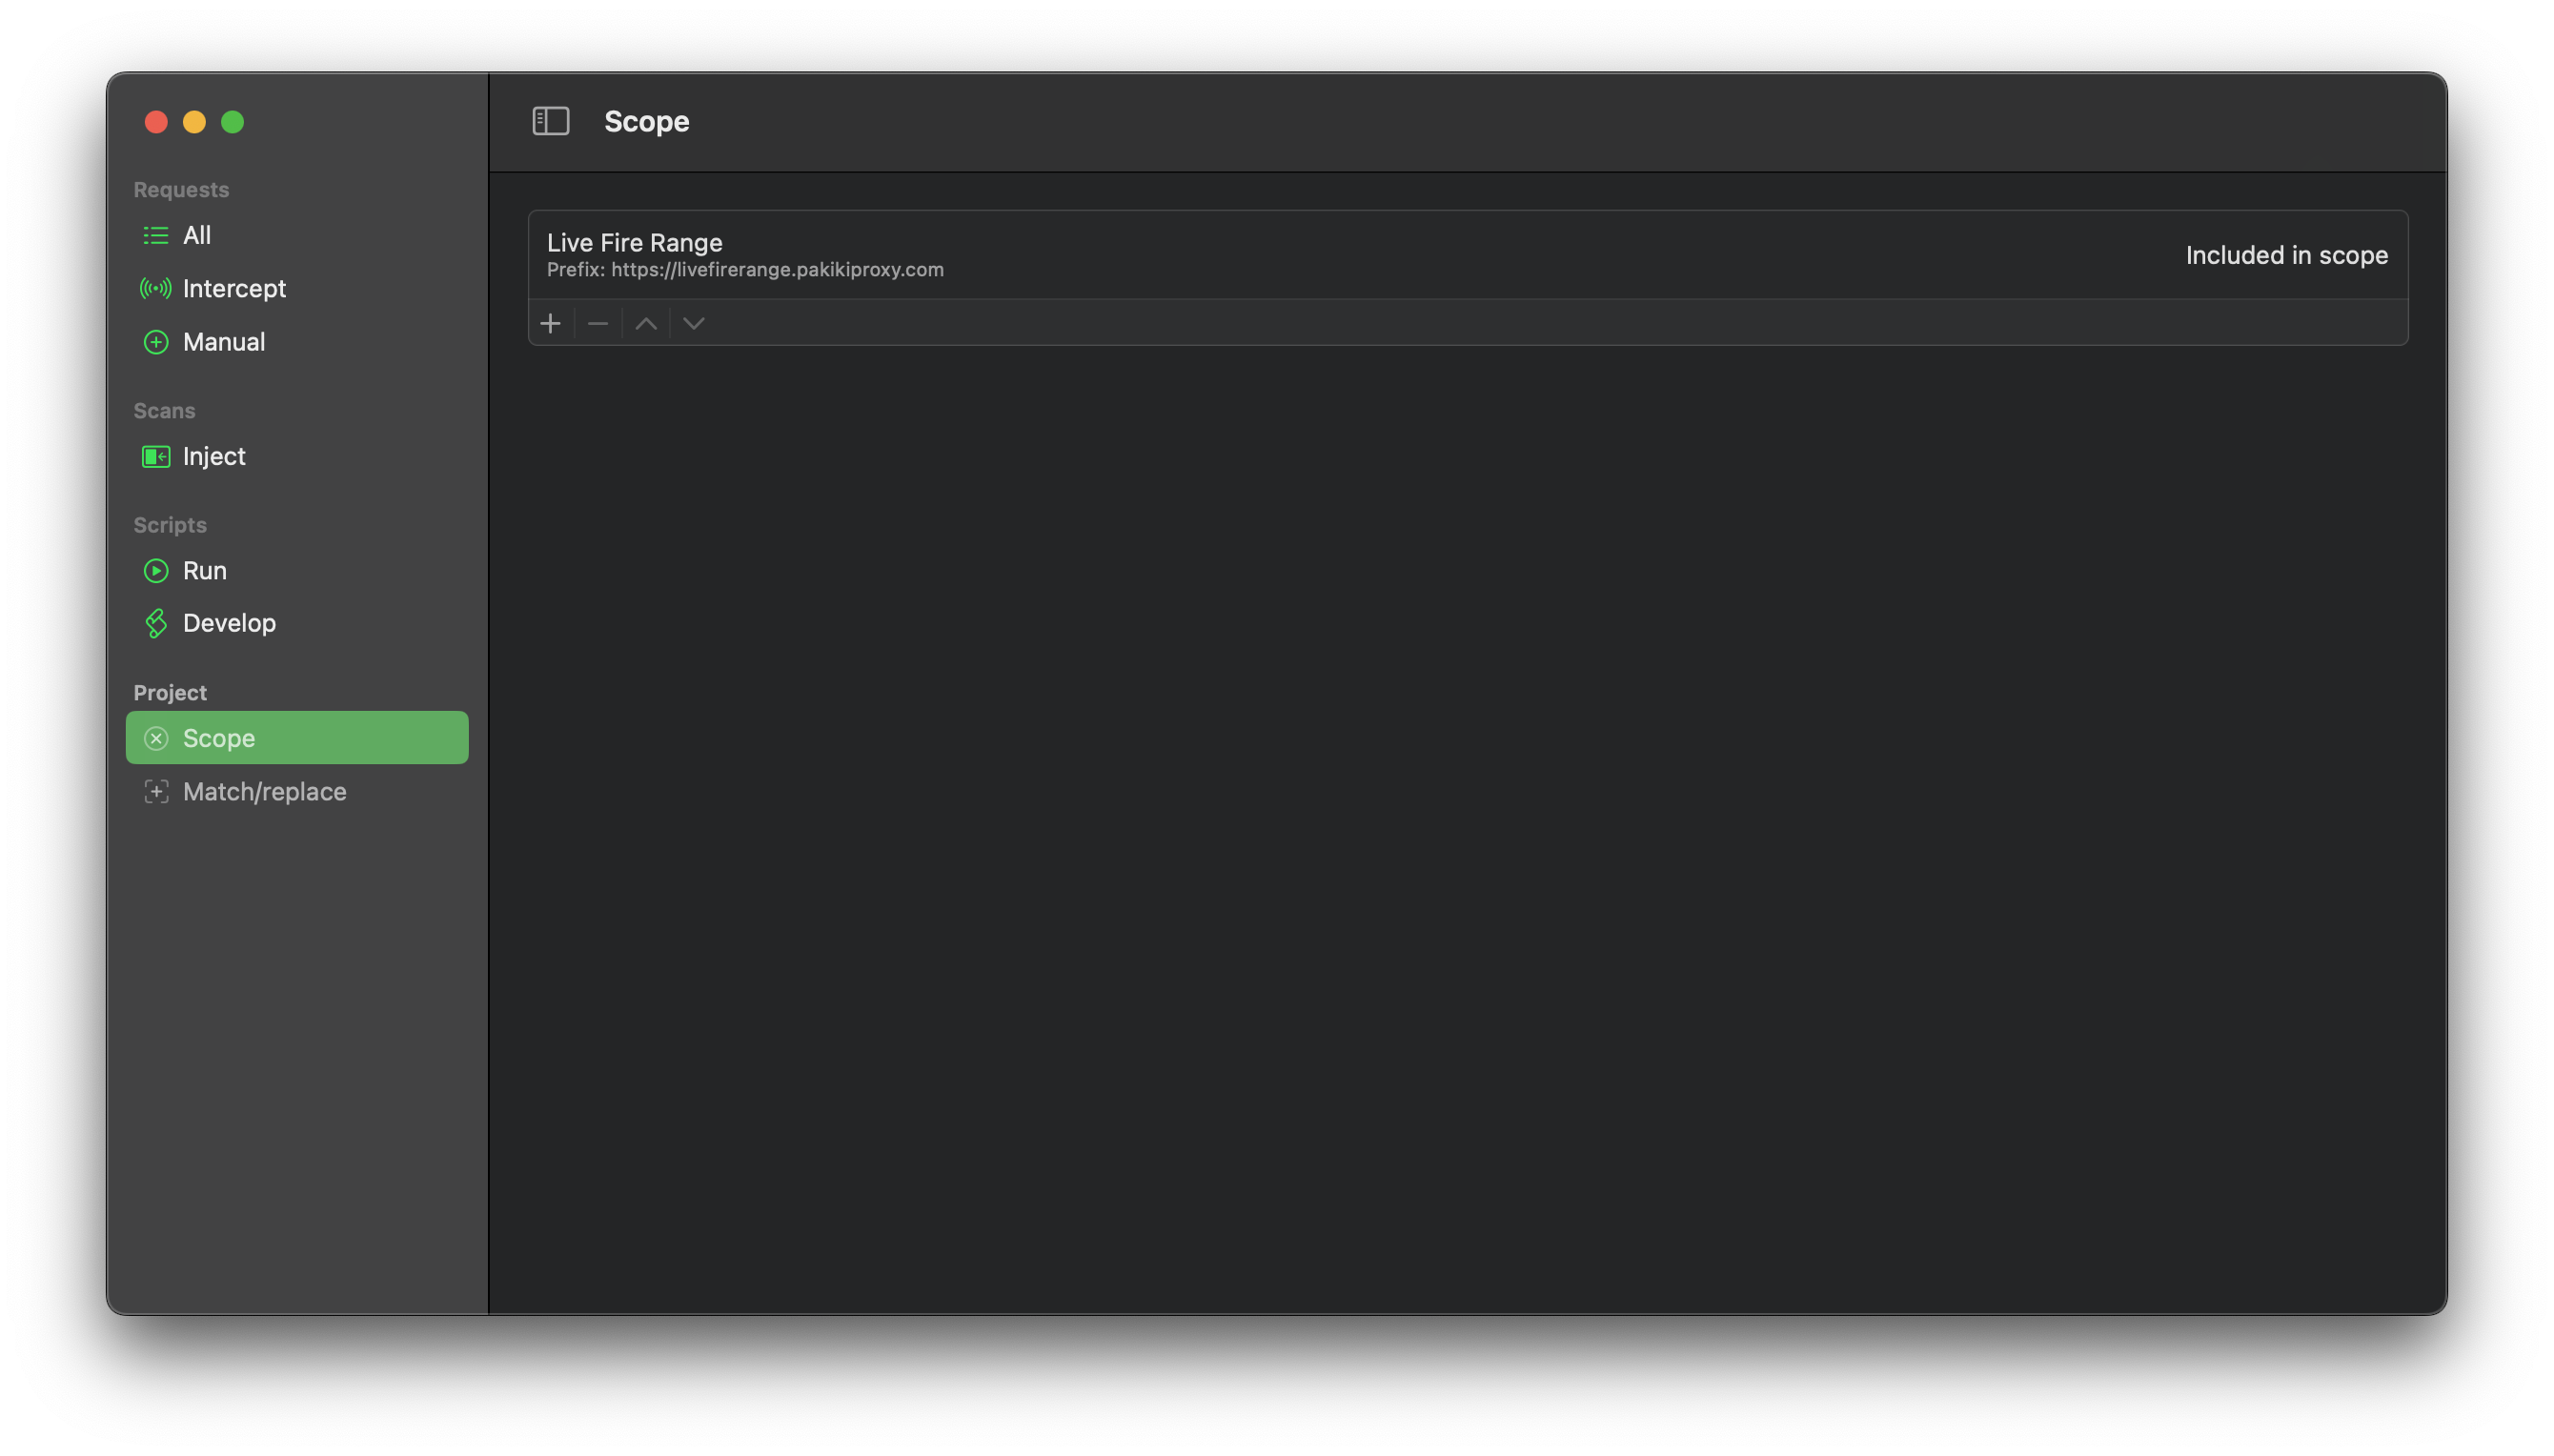 Requests
All
Intercept
Manual
Scans
Inject
Scripts
Run
Develop
Project
Scope
Match/replace
Scope
Live Fire Range
Included in scope
Prefix: https://livefirerange.pakikiproxy.com